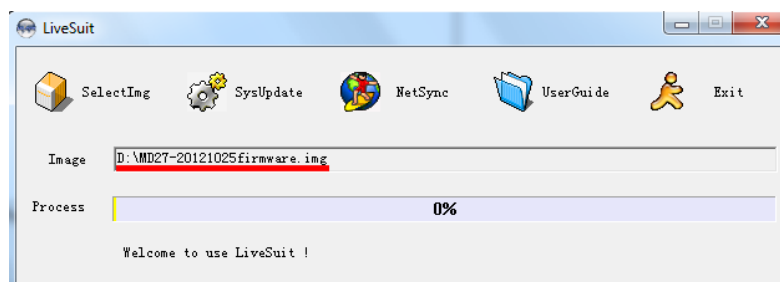 LiveSuit
SelectImg SysUpdate NetSync UserGuide Exit
Image D:\MD27-20121025firmware.img
Process 0%
Welcome to use LiveSuit !